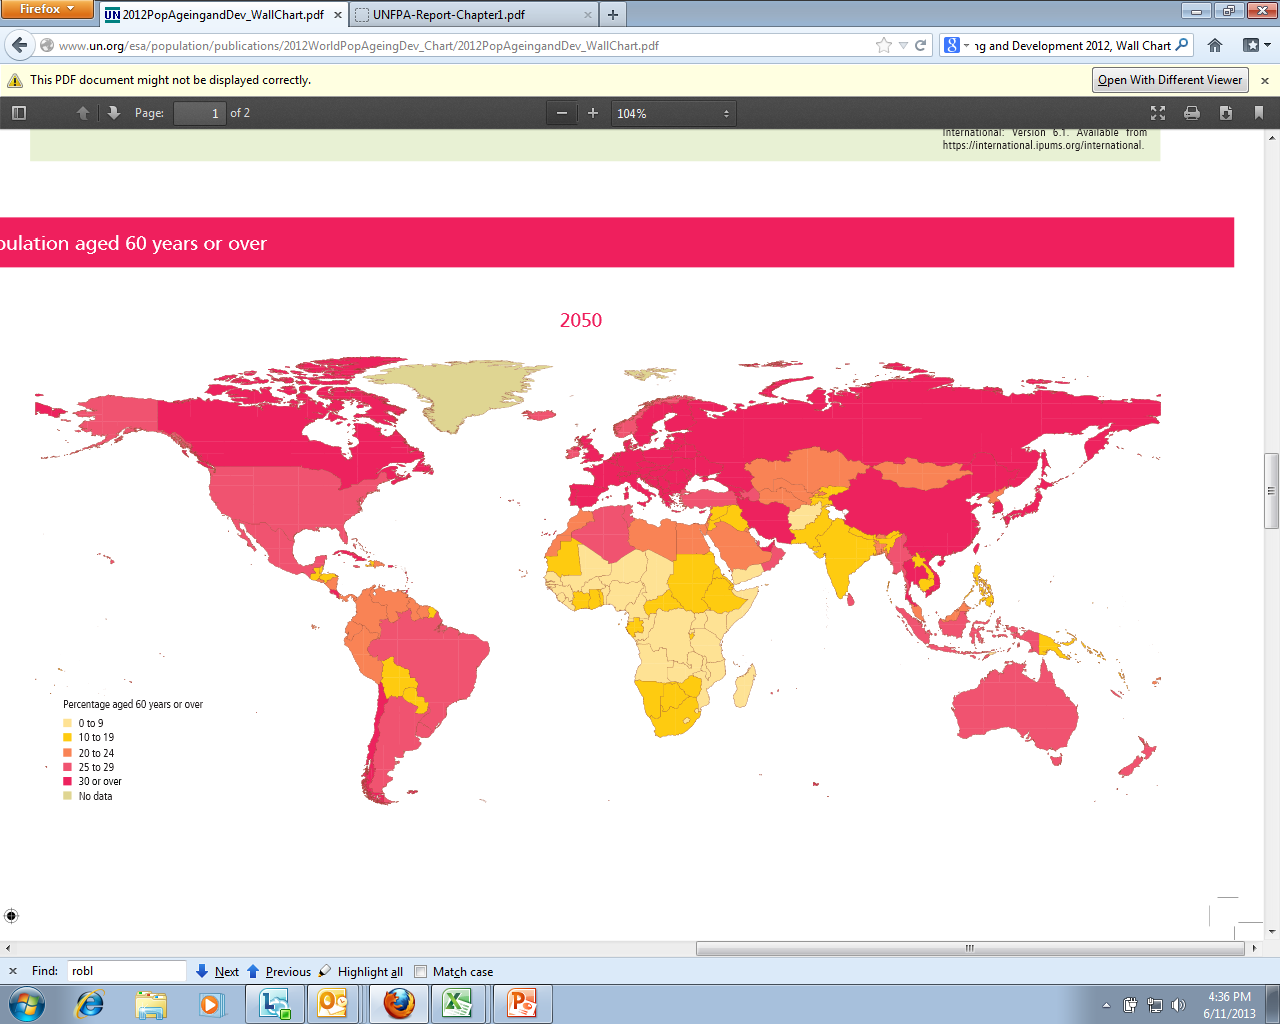 Firefox
UN 2012PopAgeingandDev_WallChart.pdf
UNFPA-Report-Chapter1.pdf
www.un.org/esa/population/publications/2012WorldPopAgeingDev_Chart/2012PopAgeingandDev_WallChart.pdf
ng and Development 2012, Wall Chart
This PDF document might not be displayed correctly.
Open With Different Viewer
Page: 1 of 2
104%
International: Version 6.1. Available from
https://international.ipums.org/international.
pulation aged 60 years or over
2050
Percentage aged 60 years or over
0 to 9
10 to 19
20 to 24
25 to 29
30 or over
No data
Find: robl Next Previous Highlight all Match case
4:36 PM
6/11/2013